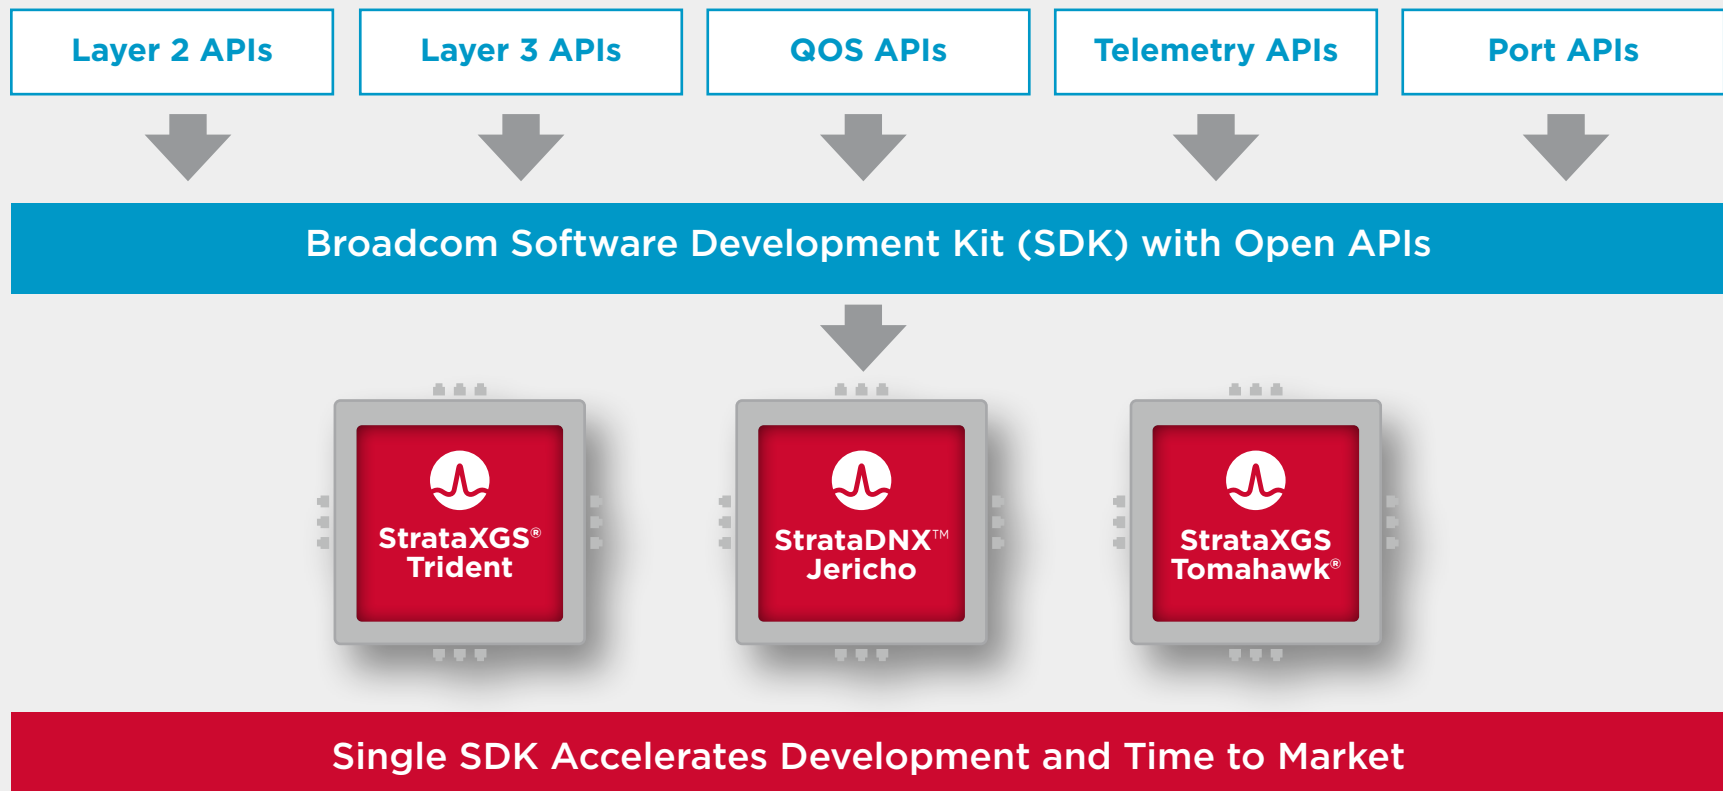 Layer 2 APIs
Layer 3 APIs
QOS APIs
Telemetry APIs
Port APIs
Broadcom Software Development Kit (SDK) with Open APIs
StrataXGS®
Trident
StrataDNX™
Jericho
StrataXGS
Tomahawk®
Single SDK Accelerates Development and Time to Market